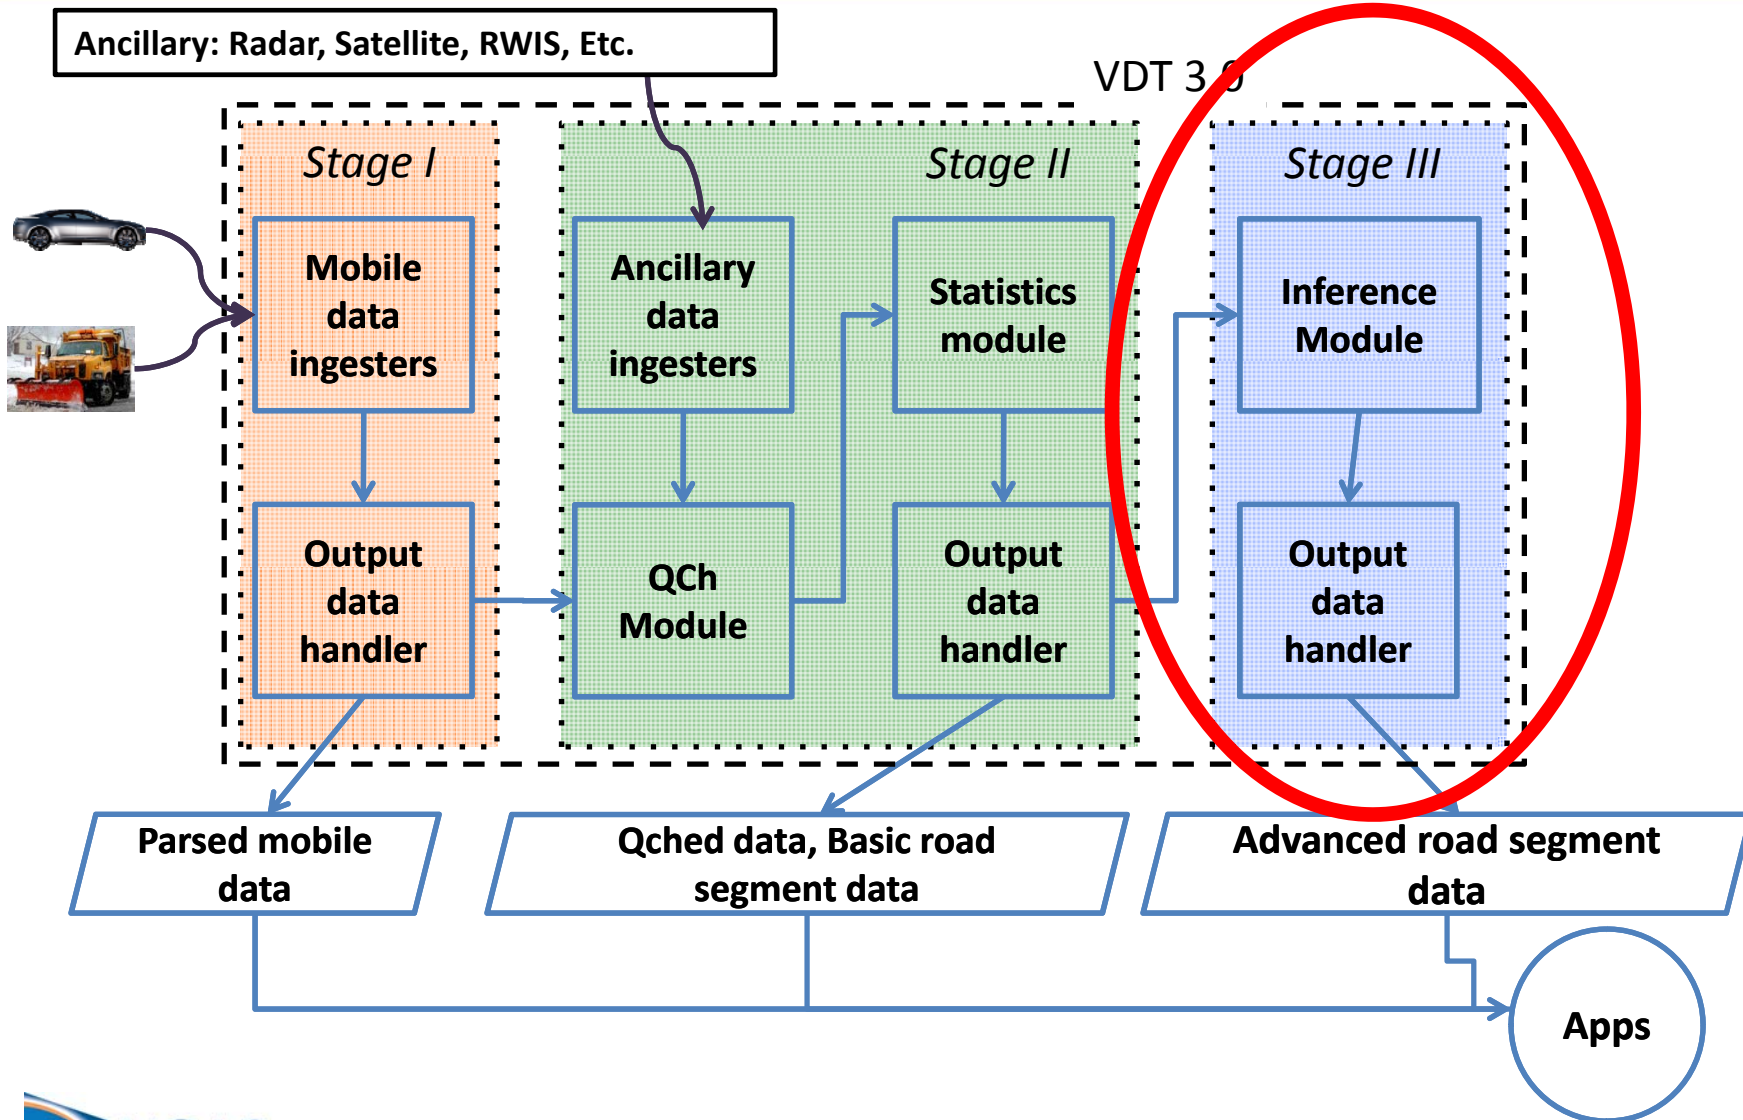 Ancillary: Radar, Satellite, RWIS, Etc.
VDT 3.0
Stage I
Stage II
Stage III
Mobile
data
ingesters
Ancillary
data
ingesters
Statistics
module
Inference
Module
Output
data
handler
QCh
Module
Output
data
handler
Output
data
handler
Parsed mobile
data
Qched data, Basic road
segment data
Advanced road segment
data
Apps